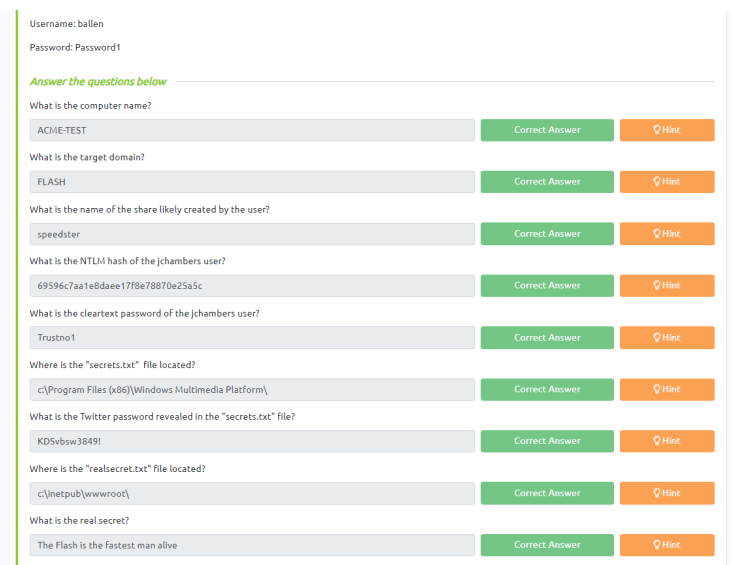 Username: ballen
Password: Password1
Answer the questions below
What is the computer name?
ACME-TEST Correct Answer Hint
What is the target domain?
FLASH Correct Answer Hint
What is the name of the share likely created by the user?
speedster Correct Answer Hint
What is the NTLM hash of the jchambers user?
69596c7aa1e8daee17f8e78870e25a5c Correct Answer Hint
What is the cleartext password of the jchambers user?
Trustno1 Correct Answer Hint
Where is the "secrets.txt" file located?
c:\Program Files (x86)\Windows Multimedia Platform\ Correct Answer Hint
What is the Twitter password revealed in the "secrets.txt" file?
KDSvbsw3849! Correct Answer Hint
Where is the "realsecret.txt" file located?
c:\inetpub\wwwroot\ Correct Answer Hint
What is the real secret?
The Flash is the fastest man alive Correct Answer Hint